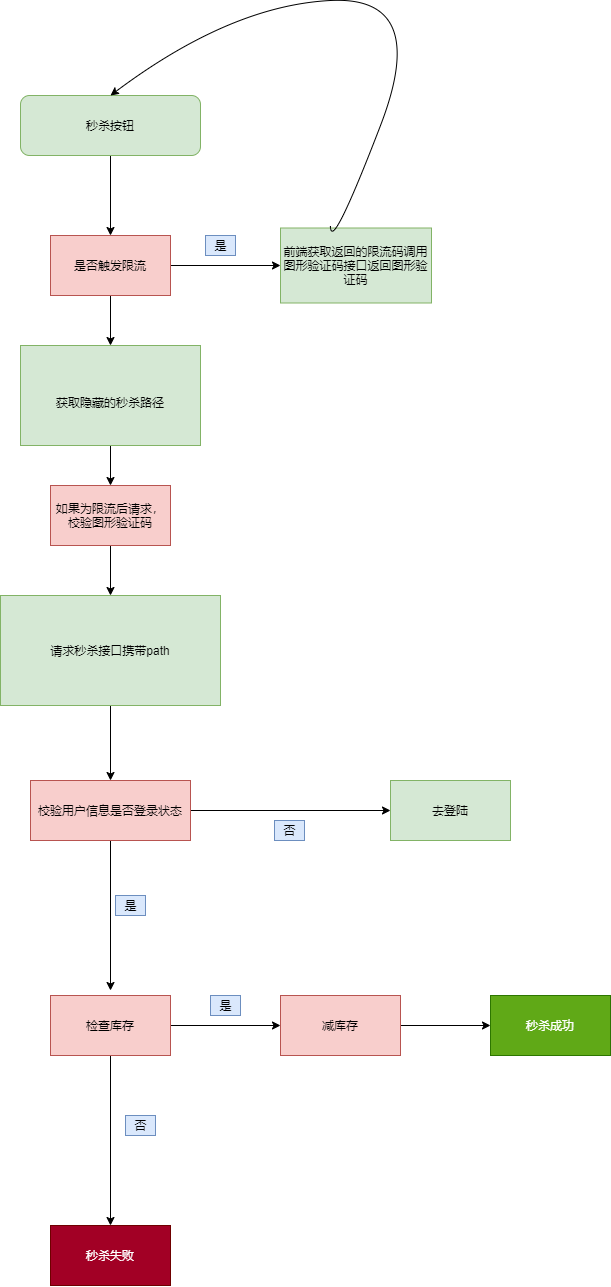 秒杀按钮
是否触发限流
是
前端获取返回的限流码调用
图形验证码接口返回图形验
证码
获取隐藏的秒杀路径
如果为限流后请求，
校验图形验证码
请求秒杀接口携带path
校验用户信息是否登录状态
否
去登陆
是
检查库存
是
减库存
秒杀成功
否
秒杀失败